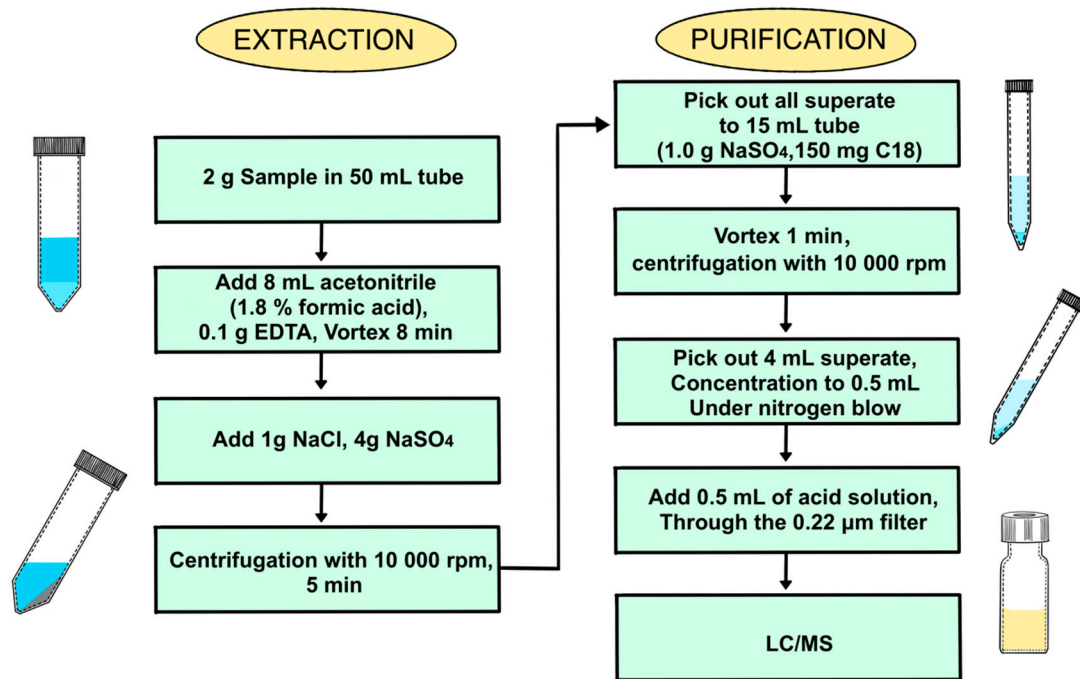 EXTRACTION
2 g Sample in 50 mL tube
Add 8 mL acetonitrile
(1.8 % formic acid),
0.1 g EDTA, Vortex 8 min
Add 1g NaCl, 4g NaSO4
Centrifugation with 10 000 rpm,
5 min
PURIFICATION
Pick out all superate
to 15 mL tube
(1.0 g NaSO4,150 mg C18)
Vortex 1 min,
centrifugation with 10 000 rpm
Pick out 4 mL superate,
Concentration to 0.5 mL
Under nitrogen blow
Add 0.5 mL of acid solution,
Through the 0.22 µm filter
LC/MS